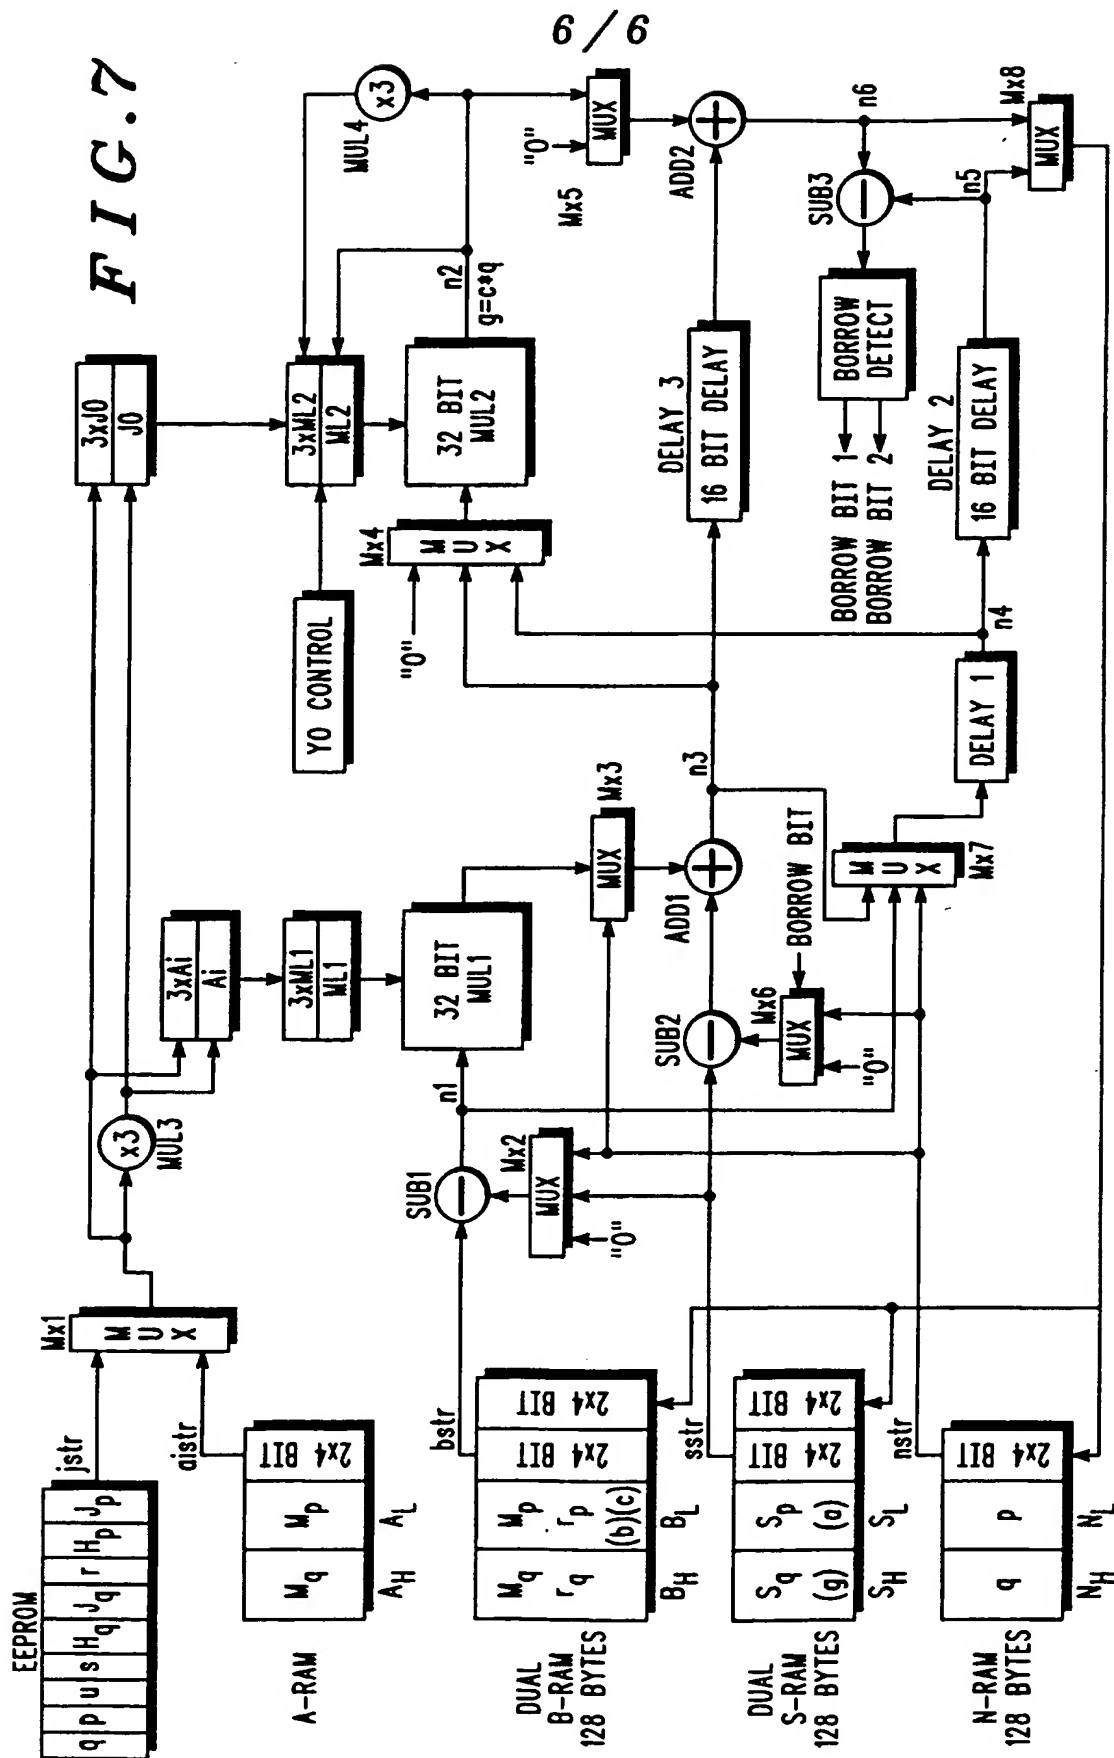 6/6
FIG.7
EEPROM
q p u s Hq Jq r Hp Jp
jstr
A-RAM
Mq Mp 2x4 BIT
AH AL
aistr
Mx1
MUX
x3
MUL3
3xAi
Ai
3xML1
ML1
3xJ0
J0
YO CONTROL
3xML2
ML2
MUL4
x3
DUAL
B-RAM
128 BYTES
Mq Mp 2x4 BIT 2x4 BIT
rq rp
(b)(c)
BH BL
bstr
SUB1
Mx2
MUX
"0"
n1
32 BIT
MUL1
Mx3
MUX
Mx4
MUX
"0"
32 BIT
MUL2
n2
g=c*q
"0"
MUX
Mx5
DUAL
S-RAM
128 BYTES
Sq Sp 2x4 BIT 2x4 BIT
(g) (a)
SH SL
sstr
SUB2
Mx6
MUX
"0"
BORROW BIT
ADD1
n3
DELAY 3
16 BIT DELAY
ADD2
N-RAM
128 BYTES
q p 2x4 BIT
NH NL
nstr
MUX
Mx7
DELAY 1
n4
DELAY 2
16 BIT DELAY
BORROW BIT 1
BORROW BIT 2
BORROW
DETECT
SUB3
n5
n6
Mx8
MUX